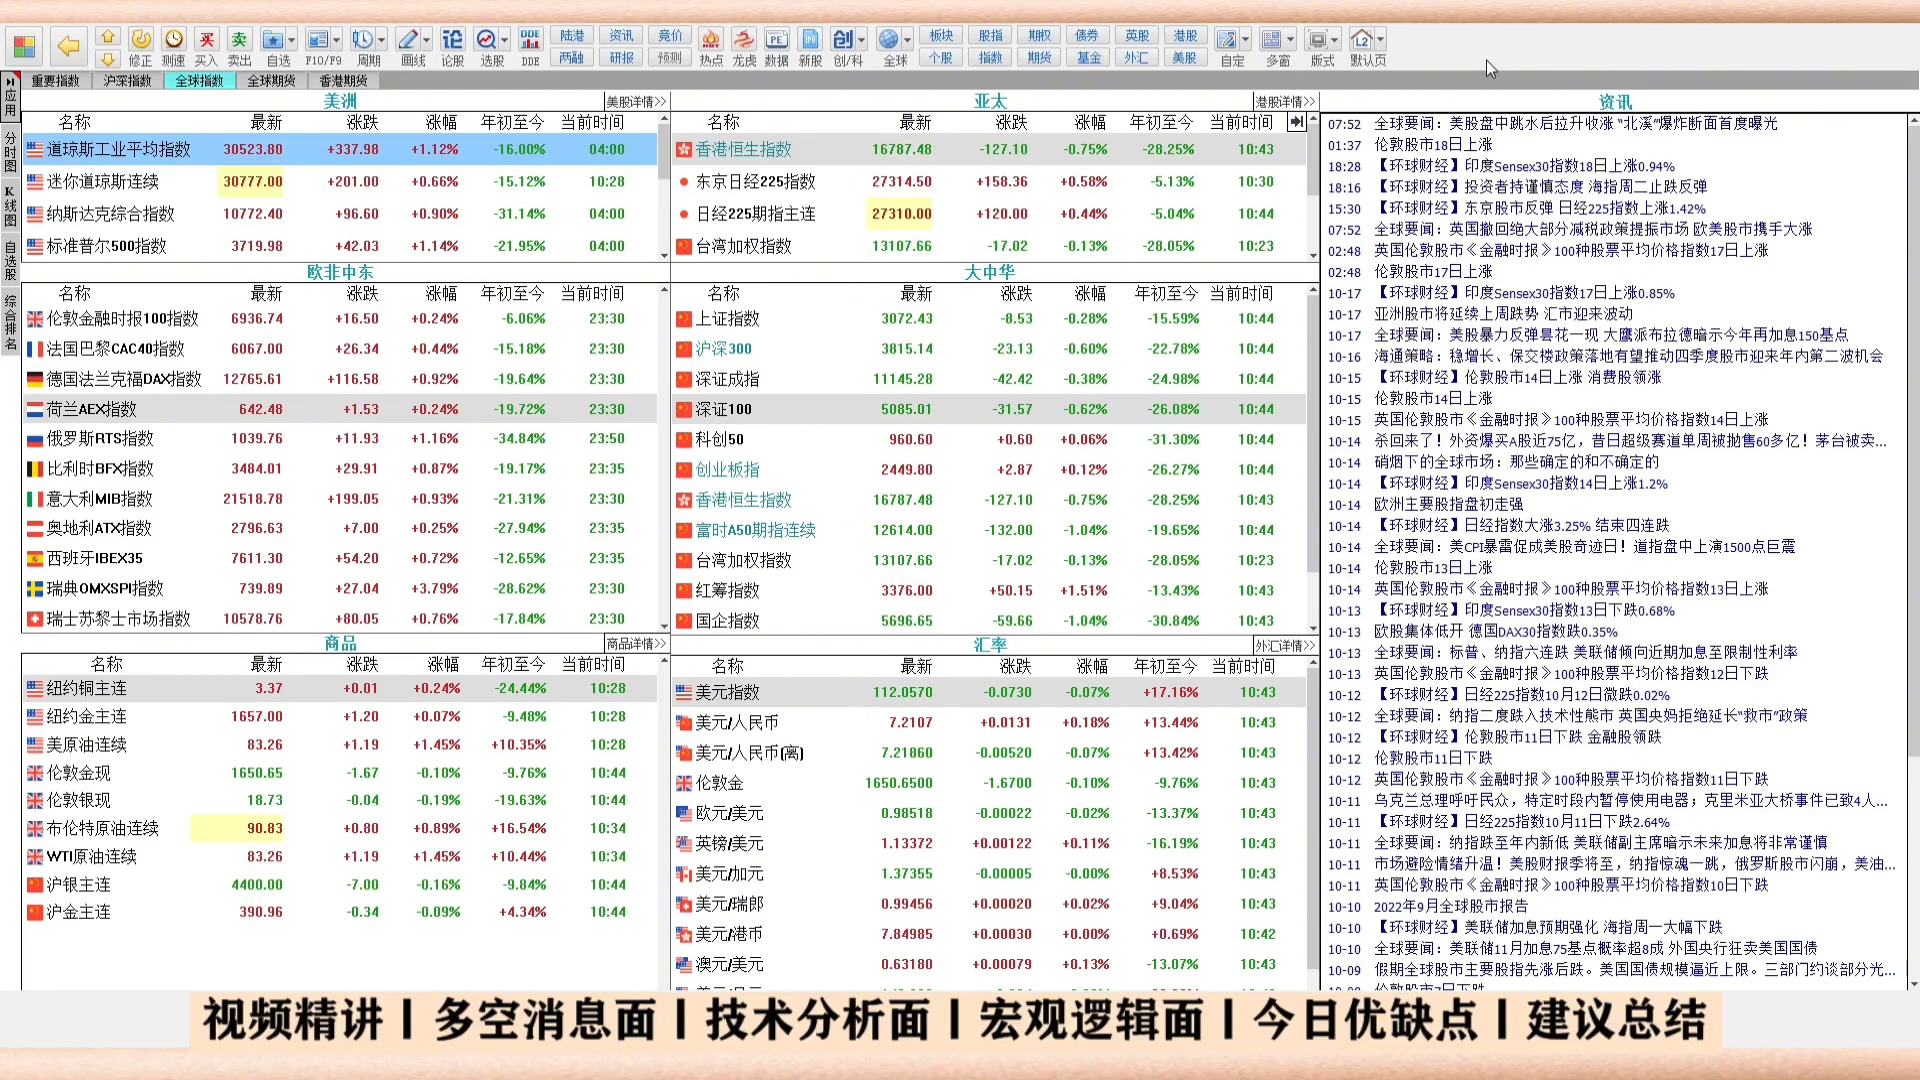 修正 测速 买入 卖出 自选 F10/F9 周期 画线 论股 选股 DDE 陆港 两融 资讯 研报 竞价 预测 热点 龙虎 数据 新股 创/科 全球 板块 个股 股指 指数 期权 期货 债券 基金 英股 外汇 港股 美股 自定 多窗 版式 默认页
重要指数 沪深指数 全球指数 全球期货 香港期货
应用 分时图 K线图 自选股 综合排名
美洲 美股详情>>
名称 最新 涨跌 涨幅 年初至今 当前时间
道琼斯工业平均指数 30523.80 +337.98 +1.12% -16.00% 04:00
迷你道琼斯连续 30777.00 +201.00 +0.66% -15.12% 10:28
纳斯达克综合指数 10772.40 +96.60 +0.90% -31.14% 04:00
标准普尔500指数 3719.98 +42.03 +1.14% -21.95% 04:00
欧非中东
名称 最新 涨跌 涨幅 年初至今 当前时间
伦敦金融时报100指数 6936.74 +16.50 +0.24% -6.06% 23:30
法国巴黎CAC40指数 6067.00 +26.34 +0.44% -15.18% 23:30
德国法兰克福DAX指数 12765.61 +116.58 +0.92% -19.64% 23:30
荷兰AEX指数 642.48 +1.53 +0.24% -19.72% 23:30
俄罗斯RTS指数 1039.76 +11.93 +1.16% -34.84% 23:50
比利时BFX指数 3484.01 +29.91 +0.87% -19.17% 23:35
意大利MIB指数 21518.78 +199.05 +0.93% -21.31% 23:30
奥地利ATX指数 2796.63 +7.00 +0.25% -27.94% 23:35
西班牙IBEX35 7611.30 +54.20 +0.72% -12.65% 23:35
瑞典OMXSPI指数 739.89 +27.04 +3.79% -28.62% 23:30
瑞士苏黎士市场指数 10578.76 +80.05 +0.76% -17.84% 23:30
商品 商品详情>>
名称 最新 涨跌 涨幅 年初至今 当前时间
纽约铜主连 3.37 +0.01 +0.24% -24.44% 10:28
纽约金主连 1657.00 +1.20 +0.07% -9.48% 10:28
美原油连续 83.26 +1.19 +1.45% +10.35% 10:28
伦敦金现 1650.65 -1.67 -0.10% -9.76% 10:44
伦敦银现 18.73 -0.04 -0.19% -19.63% 10:44
布伦特原油连续 90.83 +0.80 +0.89% +16.54% 10:34
WTI原油连续 83.26 +1.19 +1.45% +10.44% 10:34
沪银主连 4400.00 -7.00 -0.16% -9.84% 10:44
沪金主连 390.96 -0.34 -0.09% +4.34% 10:44
亚太 港股详情>>
名称 最新 涨跌 涨幅 年初至今 当前时间
香港恒生指数 16787.48 -127.10 -0.75% -28.25% 10:43
东京日经225指数 27314.50 +158.36 +0.58% -5.13% 10:30
日经225期指主连 27310.00 +120.00 +0.44% -5.04% 10:44
台湾加权指数 13107.66 -17.02 -0.13% -28.05% 10:23
大中华
名称 最新 涨跌 涨幅 年初至今 当前时间
上证指数 3072.43 -8.53 -0.28% -15.59% 10:44
沪深300 3815.14 -23.13 -0.60% -22.78% 10:44
深证成指 11145.28 -42.42 -0.38% -24.98% 10:44
深证100 5085.01 -31.57 -0.62% -26.08% 10:44
科创50 960.60 +0.60 +0.06% -31.30% 10:44
创业板指 2449.80 +2.87 +0.12% -26.27% 10:44
香港恒生指数 16787.48 -127.10 -0.75% -28.25% 10:43
富时A50期指连续 12614.00 -132.00 -1.04% -19.65% 10:44
台湾加权指数 13107.66 -17.02 -0.13% -28.05% 10:23
红筹指数 3376.00 +50.15 +1.51% -13.43% 10:43
国企指数 5696.65 -59.66 -1.04% -30.84% 10:43
汇率 外汇详情>>
名称 最新 涨跌 涨幅 年初至今 当前时间
美元指数 112.0570 -0.0730 -0.07% +17.16% 10:43
美元/人民币 7.2107 +0.0131 +0.18% +13.44% 10:43
美元/人民币(离) 7.21860 -0.00520 -0.07% +13.42% 10:43
伦敦金 1650.6500 -1.6700 -0.10% -9.76% 10:43
欧元/美元 0.98518 -0.00022 -0.02% -13.37% 10:43
英镑/美元 1.13372 +0.00122 +0.11% -16.19% 10:43
美元/加元 1.37355 -0.00005 -0.00% +8.53% 10:43
美元/瑞郎 0.99456 +0.00020 +0.02% +9.04% 10:43
美元/港币 7.84985 +0.00030 +0.00% +0.69% 10:42
澳元/美元 0.63180 +0.00079 +0.13% -13.07% 10:43
资讯
07:52 全球要闻：美股盘中跳水后拉升收涨 “北溪”爆炸断面首度曝光
01:37 伦敦股市18日上涨
18:28 【环球财经】印度Sensex30指数18日上涨0.94%
18:16 【环球财经】投资者持谨慎态度 海指周二止跌反弹
15:30 【环球财经】东京股市反弹 日经225指数上涨1.42%
07:52 全球要闻：英国撤回绝大部分减税政策提振市场 欧美股市携手大涨
02:48 英国伦敦股市《金融时报》100种股票平均价格指数17日上涨
02:48 伦敦股市17日上涨
10-17 【环球财经】印度Sensex30指数17日上涨0.85%
10-17 亚洲股市将延续上周跌势 汇市迎来波动
10-17 全球要闻：美股暴力反弹昙花一现 大鹰派布拉德暗示今年再加息150基点
10-16 海通策略：稳增长、保交楼政策落地有望推动四季度股市迎来年内第二波机会
10-15 【环球财经】伦敦股市14日上涨 消费股领涨
10-15 伦敦股市14日上涨
10-15 英国伦敦股市《金融时报》100种股票平均价格指数14日上涨
10-14 杀回来了！外资爆买A股近75亿，昔日超级赛道单周被抛售60多亿！茅台被卖...
10-14 硝烟下的全球市场：那些确定的和不确定的
10-14 【环球财经】印度Sensex30指数14日上涨1.2%
10-14 欧洲主要股指盘初走强
10-14 【环球财经】日经指数大涨3.25% 结束四连跌
10-14 全球要闻：美CPI暴雷促成美股奇迹日！道指盘中上演1500点巨震
10-14 伦敦股市13日上涨
10-14 英国伦敦股市《金融时报》100种股票平均价格指数13日上涨
10-13 【环球财经】印度Sensex30指数13日下跌0.68%
10-13 欧股集体低开 德国DAX30指数跌0.35%
10-13 全球要闻：标普、纳指六连跌 美联储倾向近期加息至限制性利率
10-13 英国伦敦股市《金融时报》100种股票平均价格指数12日下跌
10-12 【环球财经】日经225指数10月12日微跌0.02%
10-12 全球要闻：纳指二度跌入技术性熊市 英国央妈拒绝延长“救市”政策
10-12 【环球财经】伦敦股市11日下跌 金融股领跌
10-12 伦敦股市11日下跌
10-12 英国伦敦股市《金融时报》100种股票平均价格指数11日下跌
10-11 乌克兰总理呼吁民众，特定时段内暂停使用电器；克里米亚大桥事件已致4人...
10-11 【环球财经】日经225指数10月11日下跌2.64%
10-11 全球要闻：纳指跌至年内新低 美联储副主席暗示未来加息将非常谨慎
10-11 市场避险情绪升温！美股财报季将至，纳指惊魂一跳，俄罗斯股市闪崩，美油...
10-11 英国伦敦股市《金融时报》100种股票平均价格指数10日下跌
10-10 2022年9月全球股市报告
10-10 【环球财经】美联储加息预期强化 海指周一大幅下跌
10-10 全球要闻：美联储11月加息75基点概率超8成 外国央行狂卖美国国债
10-09 假期全球股市主要股指先涨后跌。美国国债规模逼近上限。三部门约谈部分光...
视频精讲丨多空消息面丨技术分析面丨宏观逻辑面丨今日优缺点丨建议总结